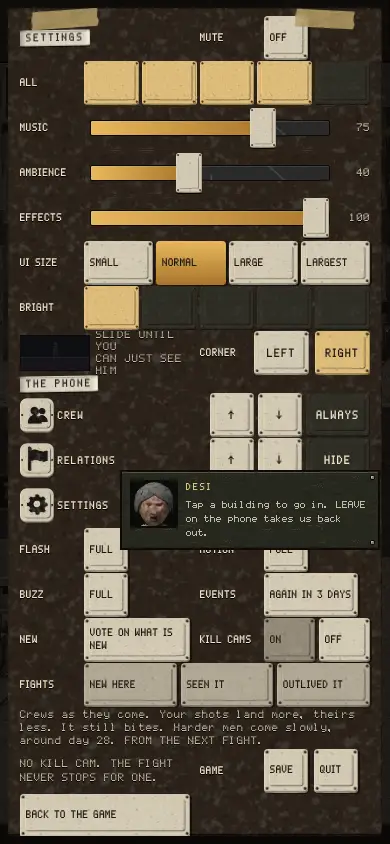 SETTINGS
MUTE
OFF
ALL
MUSIC
75
AMBIENCE
40
EFFECTS
100
UI SIZE
SMALL
NORMAL
LARGE
LARGEST
BRIGHT
SLIDE UNTIL
YOU
CAN JUST SEE
HIM
CORNER
LEFT
RIGHT
THE PHONE
CREW
↑
↓
ALWAYS
RELATIONS
↑
↓
HIDE
SETTINGS
DESI
Tap a building to go in. LEAVE
on the phone takes us back
out.
FLASH
FULL
FULL
BUZZ
FULL
EVENTS
AGAIN IN 3 DAYS
NEW
VOTE ON WHAT IS
NEW
KILL CAMS
ON
OFF
FIGHTS
NEW HERE
SEEN IT
OUTLIVED IT
Crews as they come. Your shots land more, theirs
less. It still bites. Harder men come slowly,
around day 28. FROM THE NEXT FIGHT.
NO KILL CAM. THE FIGHT
NEVER STOPS FOR ONE.
GAME
SAVE
QUIT
BACK TO THE GAME